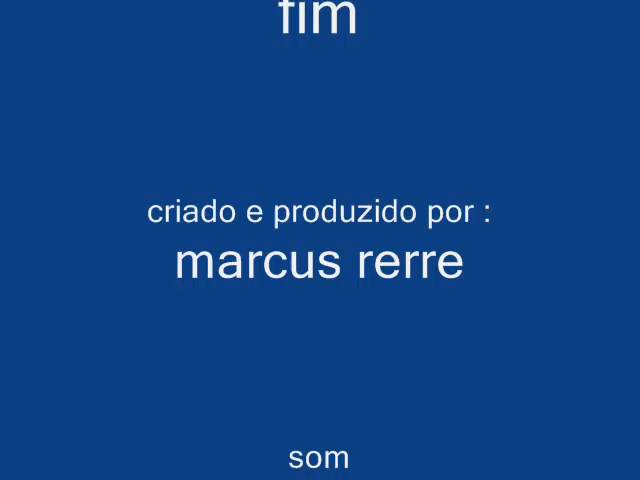 fim
criado e produzido por :
marcus rerre
som